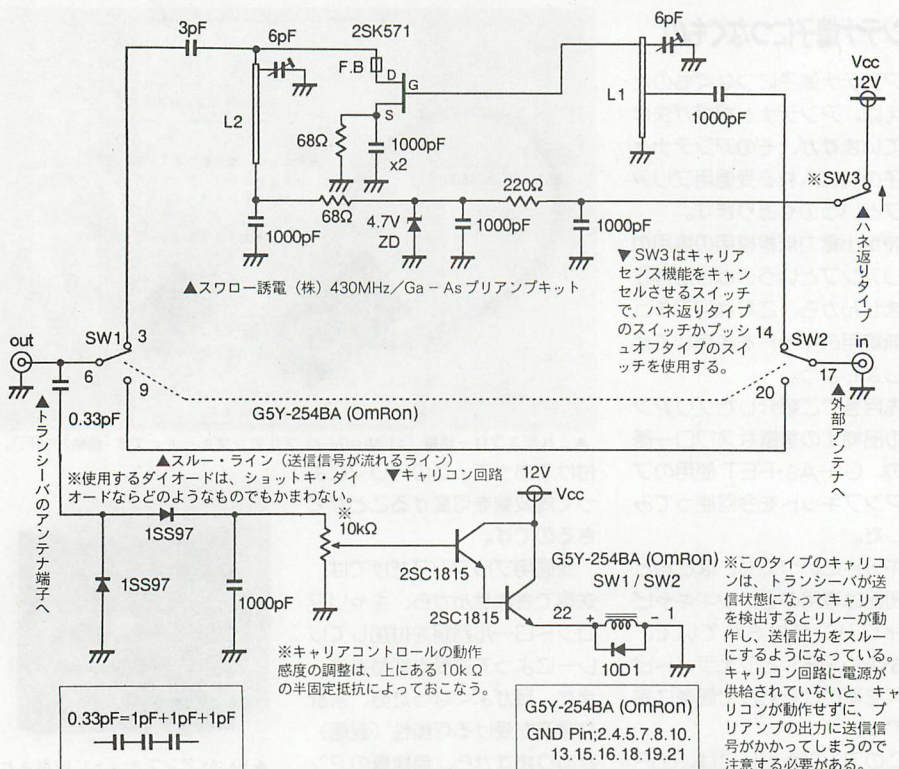 3pF
6pF
2SK571
F.B
D
G
S
L2
68Ω
1000pF
x2
6pF
L1
1000pF
Vcc
12V
※SW3
1000pF
68Ω
4.7V
ZD
1000pF
220Ω
1000pF
▲ハネ返りタイプ
▲スワロー誘電（株）430MHz／Ga－Asプリアンプキット
▼SW3はキャリア
センス機能をキャン
セルさせるスイッチ
で、ハネ返りタイプ
のスイッチかプッシ
ュオフタイプのスイ
ッチを使用する。
out
SW1
3
6
9
14
SW2
17
in
20
0.33pF
G5Y-254BA (OmRon)
▲トランシーバのアンテナ端子へ
▲外部アンテナへ
▲スルー・ライン（送信信号が流れるライン）
※使用するダイオードは、ショットキ・ダイ
オードならどのようなものでもかまわない。
▼キャリコン回路
1SS97
1SS97
1000pF
※
10kΩ
12V
Vcc
2SC1815
2SC1815
G5Y-254BA (OmRon)
SW1 / SW2
22
+
−
1
10D1
※キャリアコントロールの動作
感度の調整は、上にある10kΩ
の半固定抵抗によっておこなう。
G5Y-254BA (OmRon)
GND Pin;2.4.5.7.8.10.
13.15.16.18.19.21
※このタイプのキャリコ
ンは、トランシーバが送
信状態になってキャリア
を検出するとリレーが動
作し、送信出力をスルー
にするようになっている。
キャリコン回路に電源が
供給されていないと、キャ
リコンが動作せずに、プ
リアンプの出力に送信信
号がかかってしまうので
注意する必要がある。
0.33pF=1pF+1pF+1pF